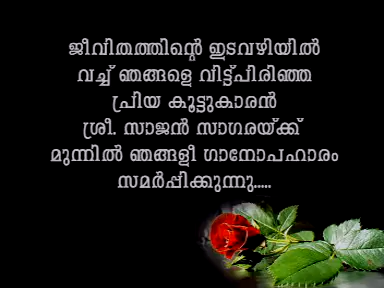 ജീവിതത്തിന്റെ ഇടവഴിയിൽ
വച്ച് ഞങ്ങളെ വിട്ട്പിരിഞ്ഞ
പ്രിയ കൂട്ടുകാരൻ
ശ്രീ. സാജൻ സാഗരയ്ക്ക്
മുന്നിൽ ഞങ്ങളീ ഗാനോപഹാരം
സമർപ്പിക്കുന്നു.....